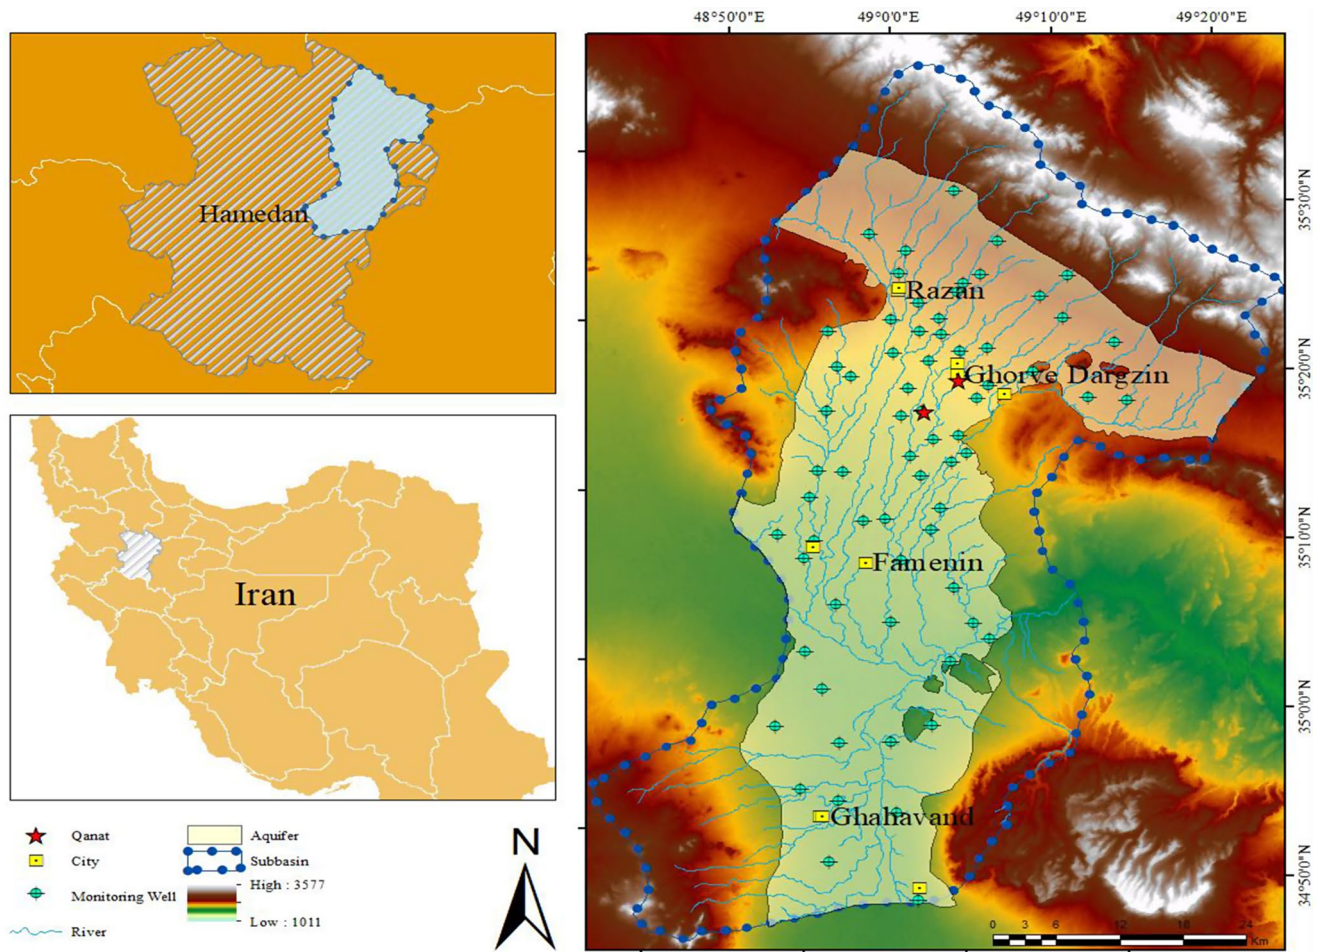 Hamedan
Iran
Qanat
City
Monitoring Well
River
Aquifer
Subbasin
High : 3577
Low : 1011
N
48°50'0"E
49°0'0"E
49°10'0"E
49°20'0"E
35°30'0"N
35°20'0"N
35°10'0"N
35°0'0"N
34°50'0"N
Razan
Ghorve Dargzin
Famenin
Ghahavand
0 3 6 12 18 24
Km